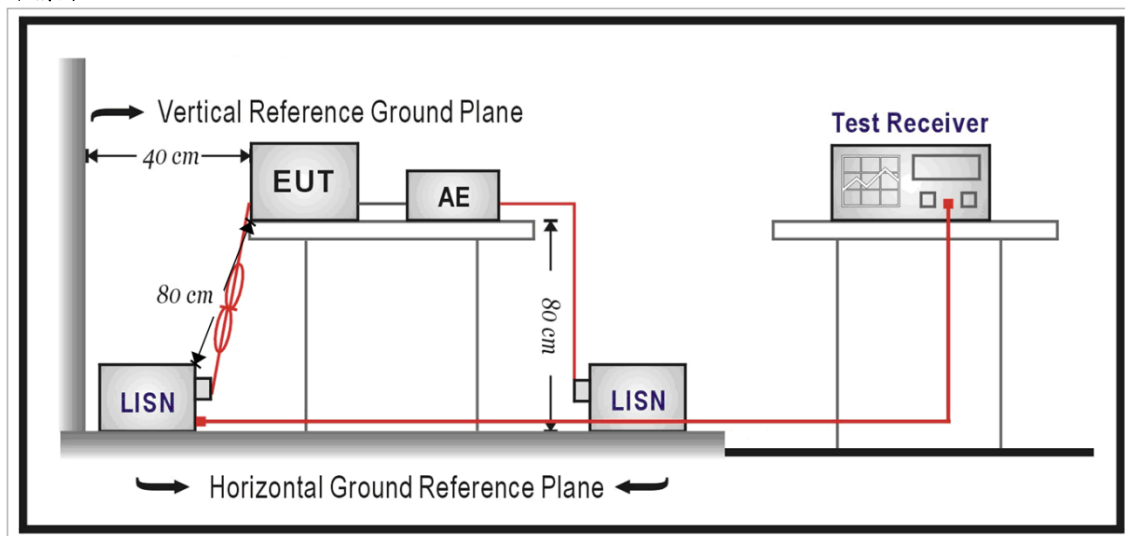 Vertical Reference Ground Plane
Test Receiver
40 cm
EUT
AE
80 cm
80 cm
LISN
LISN
Horizontal Ground Reference Plane